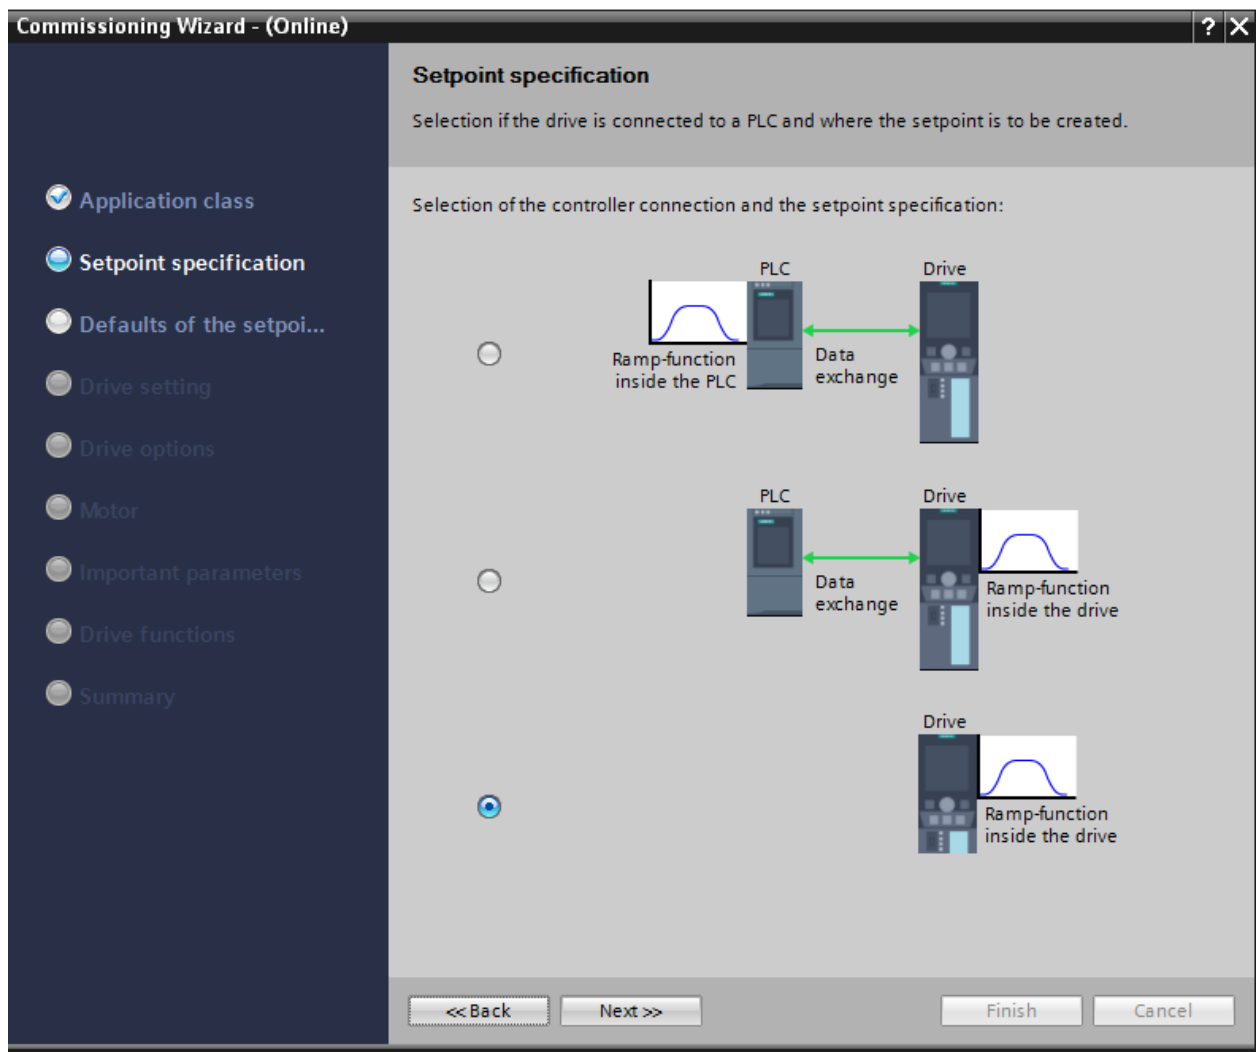 Commissioning Wizard - (Online)
? X
Setpoint specification
Selection if the drive is connected to a PLC and where the setpoint is to be created.
Application class
Setpoint specification
Defaults of the setpoi...
Drive setting
Drive options
Motor
Important parameters
Drive functions
Summary
Selection of the controller connection and the setpoint specification:
PLC
Drive
Ramp-function
inside the PLC
Data
exchange
PLC
Drive
Data
exchange
Ramp-function
inside the drive
Drive
Ramp-function
inside the drive
<< Back
Next >>
Finish
Cancel